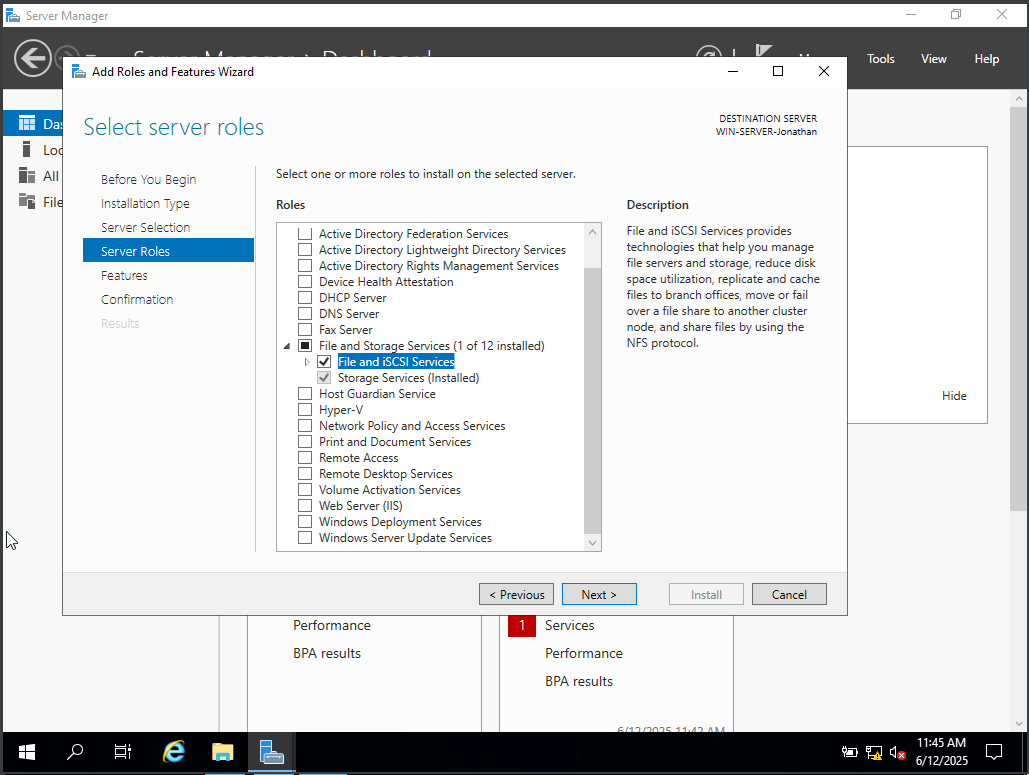 Server Manager
Tools
View
Help
Add Roles and Features Wizard
Select server roles
DESTINATION SERVER
WIN-SERVER-Jonathan
Before You Begin
Installation Type
Server Selection
Server Roles
Features
Confirmation
Results
Select one or more roles to install on the selected server.
Roles
Active Directory Federation Services
Active Directory Lightweight Directory Services
Active Directory Rights Management Services
Device Health Attestation
DHCP Server
DNS Server
Fax Server
File and Storage Services (1 of 12 installed)
File and iSCSI Services
Storage Services (Installed)
Host Guardian Service
Hyper-V
Network Policy and Access Services
Print and Document Services
Remote Access
Remote Desktop Services
Volume Activation Services
Web Server (IIS)
Windows Deployment Services
Windows Server Update Services
Description
File and iSCSI Services provides
technologies that help you manage
file servers and storage, reduce disk
space utilization, replicate and cache
files to branch offices, move or fail
over a file share to another cluster
node, and share files by using the
NFS protocol.
Hide
< Previous
Next >
Install
Cancel
All
File
Performance
BPA results
1 Services
Performance
BPA results
6/12/2025 11:42 AM
11:45 AM
6/12/2025